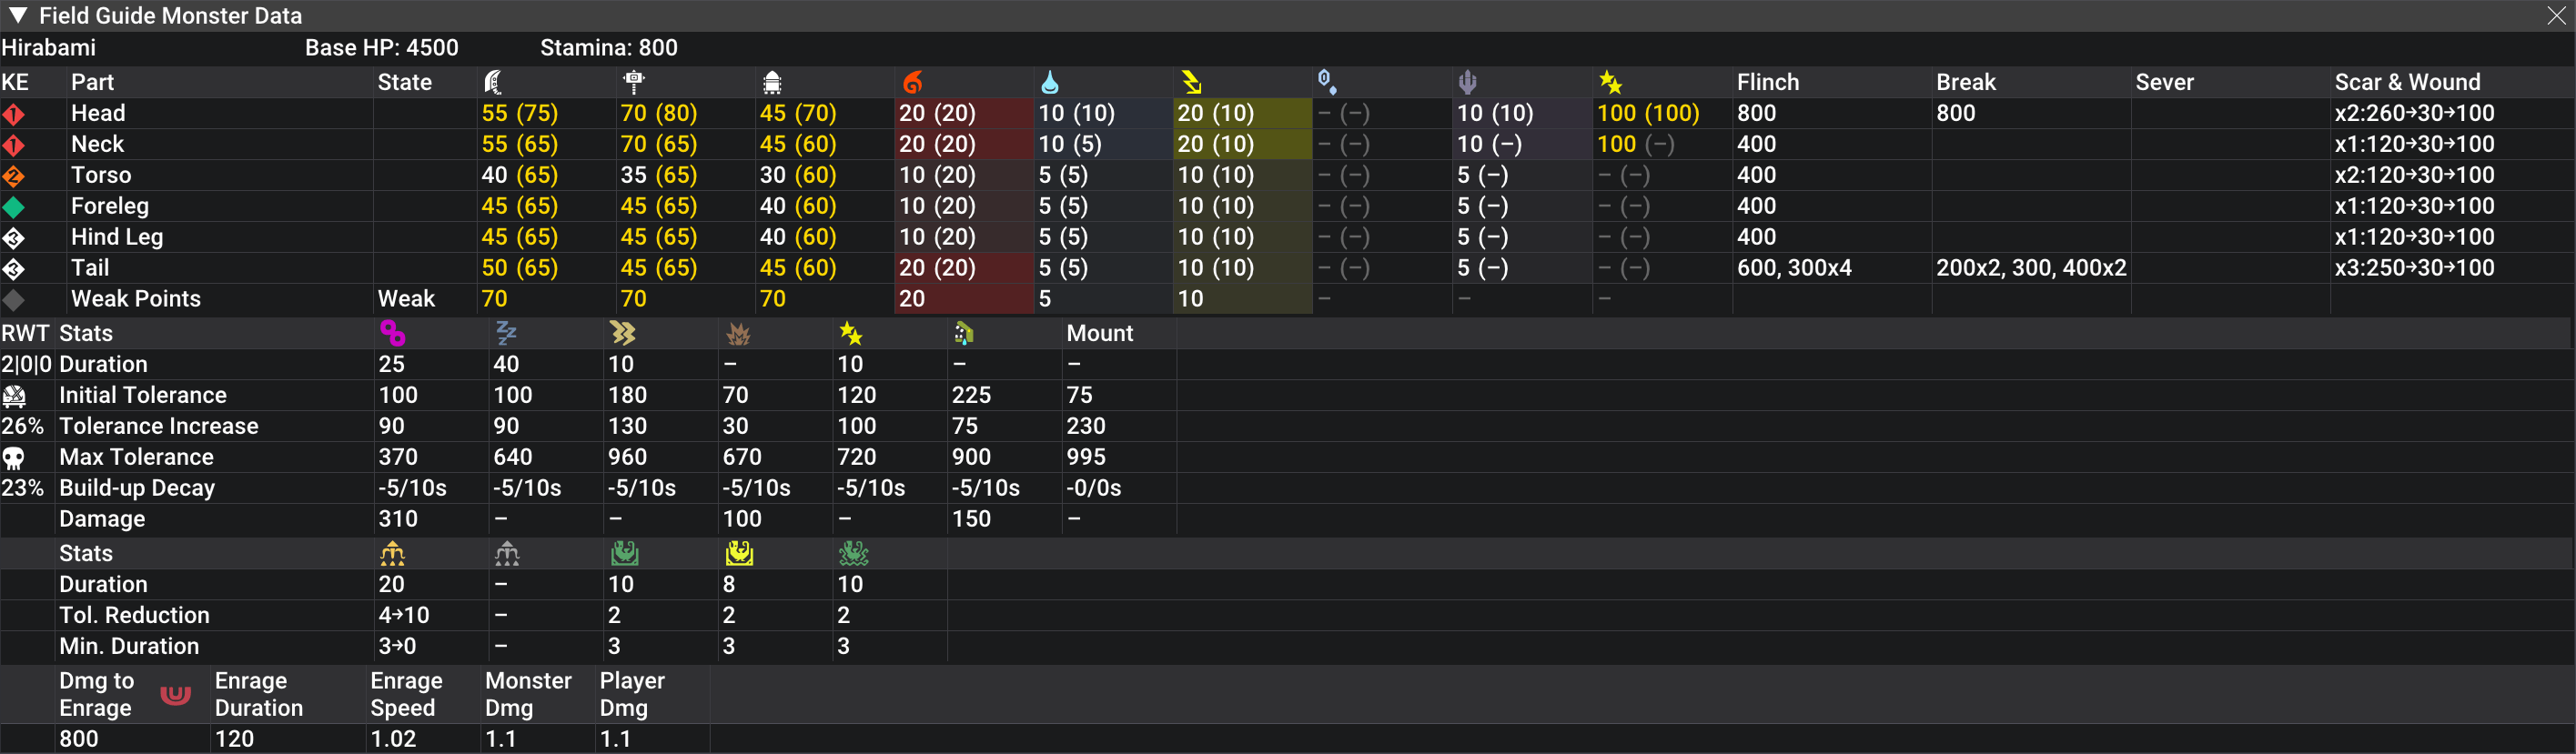 Field Guide Monster Data
Hirabami Base HP: 4500 Stamina: 800
KE Part State Flinch Break Sever Scar & Wound
1 Head 55 (75) 70 (80) 45 (70) 20 (20) 10 (10) 20 (10) – (–) 10 (10) 100 (100) 800 800 x2:260→30→100
1 Neck 55 (65) 70 (65) 45 (60) 20 (20) 10 (5) 20 (10) – (–) 10 (–) 100 (–) 400 x1:120→30→100
2 Torso 40 (65) 35 (65) 30 (60) 10 (20) 5 (5) 10 (10) – (–) 5 (–) – (–) 400 x2:120→30→100
Foreleg 45 (65) 45 (65) 40 (60) 10 (20) 5 (5) 10 (10) – (–) 5 (–) – (–) 400 x1:120→30→100
3 Hind Leg 45 (65) 45 (65) 40 (60) 10 (20) 5 (5) 10 (10) – (–) 5 (–) – (–) 400 x1:120→30→100
3 Tail 50 (65) 45 (65) 45 (60) 20 (20) 5 (5) 10 (10) – (–) 5 (–) – (–) 600, 300x4 200x2, 300, 400x2 x3:250→30→100
Weak Points Weak 70 70 70 20 5 10 – – –
RWT Stats Mount
2|0|0 Duration 25 40 10 – 10 – –
Initial Tolerance 100 100 180 70 120 225 75
26% Tolerance Increase 90 90 130 30 100 75 230
Max Tolerance 370 640 960 670 720 900 995
23% Build-up Decay -5/10s -5/10s -5/10s -5/10s -5/10s -5/10s -0/0s
Damage 310 – – 100 – 150 –
Stats
Duration 20 – 10 8 10
Tol. Reduction 4→10 – 2 2 2
Min. Duration 3→0 – 3 3 3
Dmg to Enrage Enrage Monster Player
Enrage Duration Speed Dmg Dmg
800 120 1.02 1.1 1.1